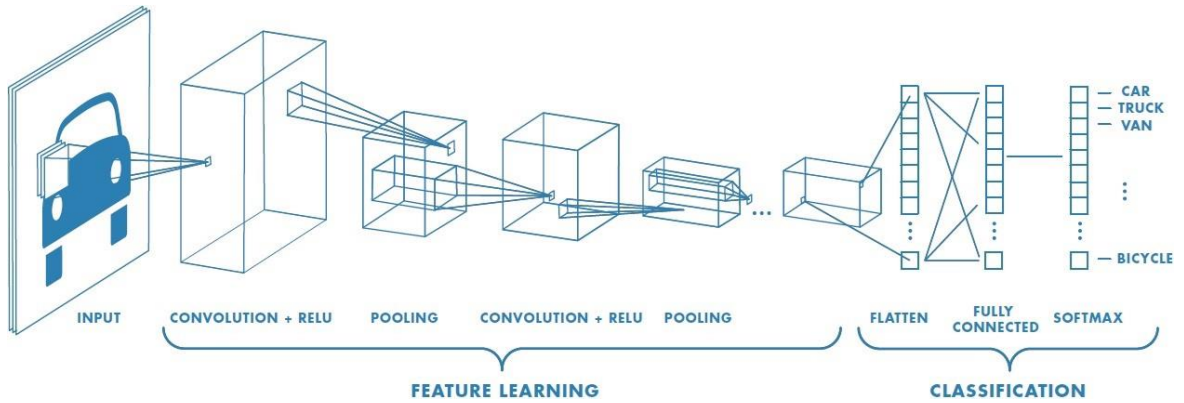 CAR
TRUCK
VAN
BICYCLE
INPUT
CONVOLUTION + RELU
POOLING
CONVOLUTION + RELU
POOLING
FLATTEN
FULLY
CONNECTED
SOFTMAX
FEATURE LEARNING
CLASSIFICATION